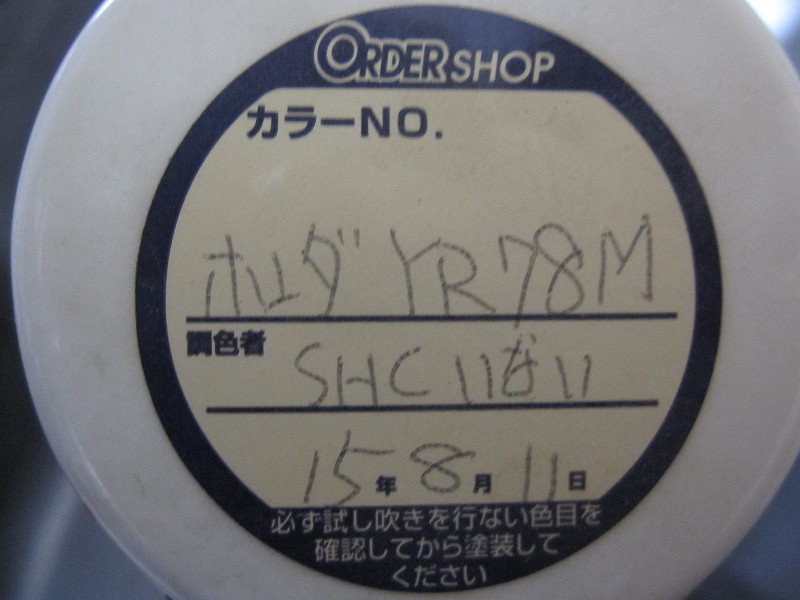 ORDER SHOP
カラーNO.
ホンダ YR78M
調色者
SHC いない
15年8月11日
必ず試し吹きを行ない色目を
確認してから塗装して
ください